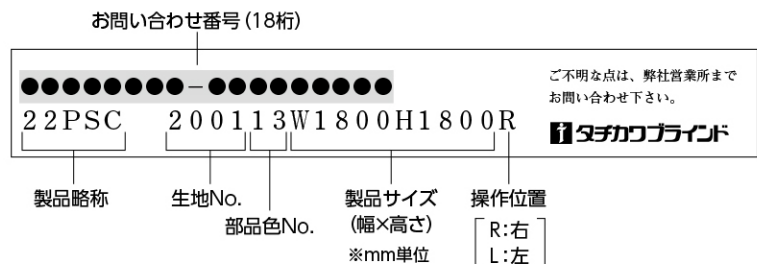 お問い合わせ番号(18桁)
●●●●●●●●−●●●●●●●●●
22PSC 200113W1800H1800R
ご不明な点は、弊社営業所まで
お問い合わせ下さい。
タチカワブラインド
製品略称
生地No.
部品色No.
製品サイズ
(幅×高さ)
※mm単位
操作位置
R:右
L:左